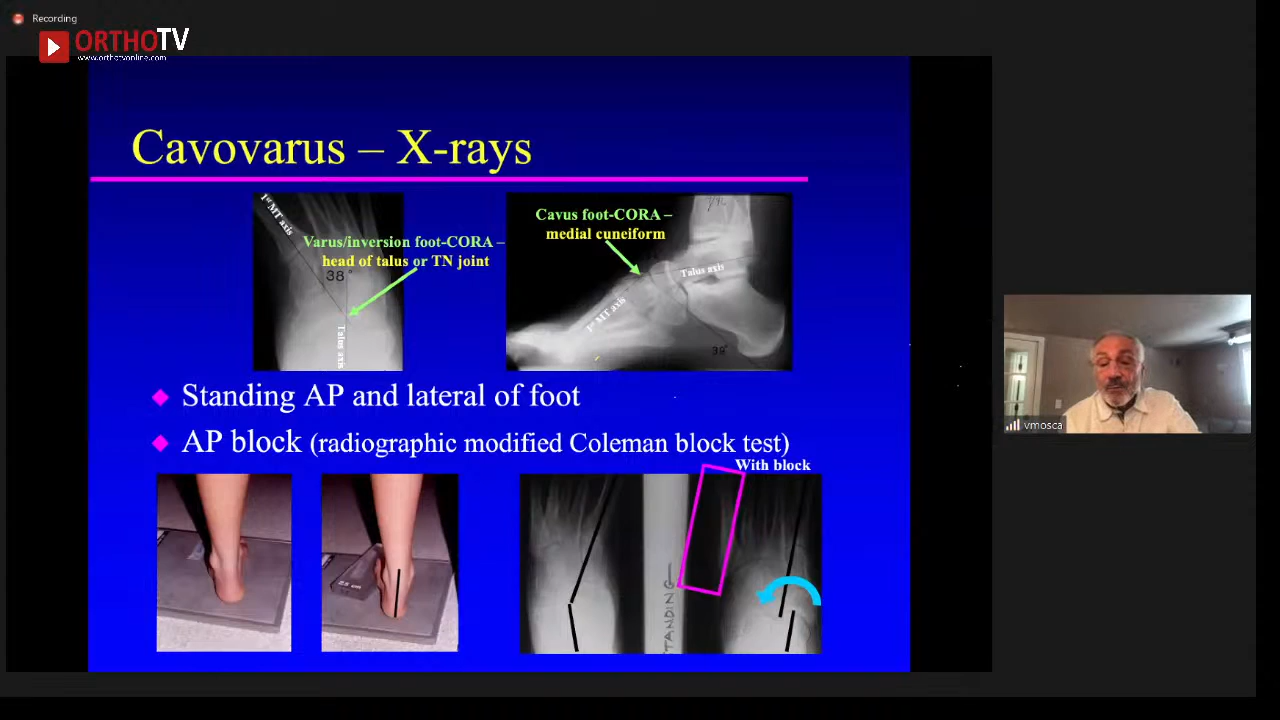 Recording
ORTHOTV
www.orthotvonline.com
Cavovarus – X-rays
1st MT axis
Varus/inversion foot-CORA –
head of talus or TN joint
38°
Talus axis
Cavus foot-CORA –
medial cuneiform
Talus axis
1st MT axis
39°
Standing AP and lateral of foot
AP block (radiographic modified Coleman block test)
With block
TANDING
vmosca